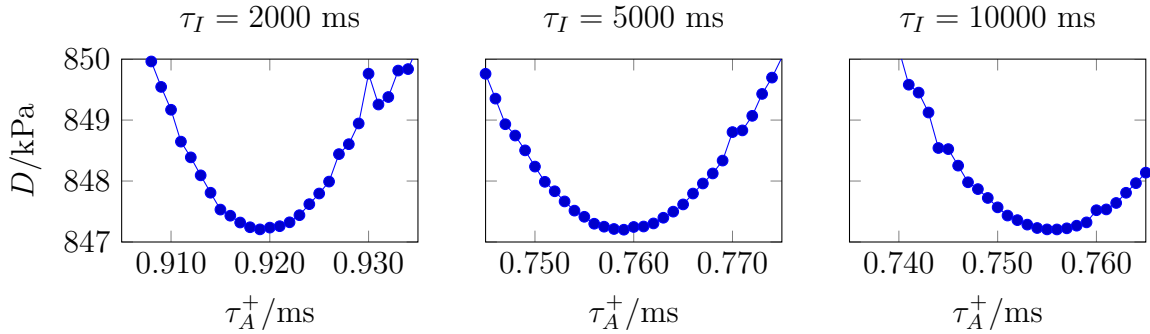 τ_I = 2000 ms
τ_I = 5000 ms
τ_I = 10000 ms
D/kPa
850
849
848
847
0.910 0.920 0.930
0.750 0.760 0.770
0.740 0.750 0.760
τ_A^+/ms
τ_A^+/ms
τ_A^+/ms